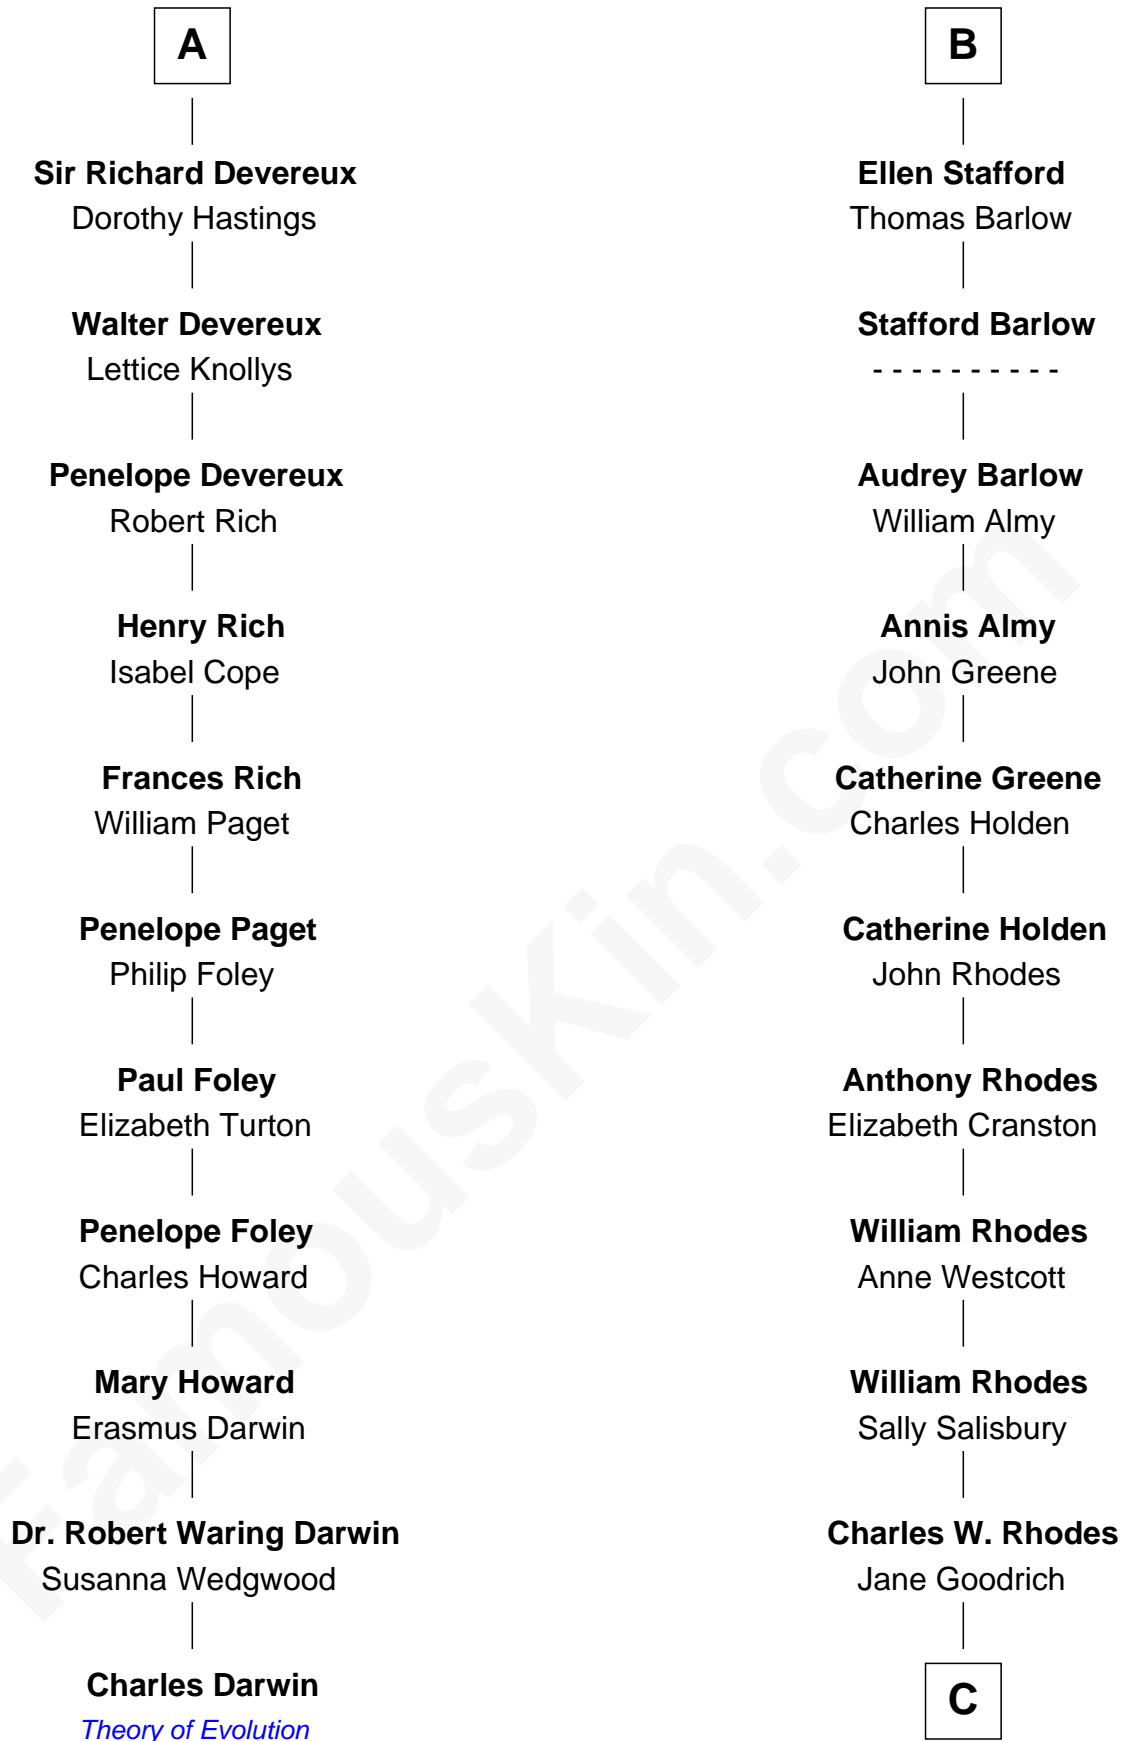 A
Sir Richard Devereux
Dorothy Hastings
Walter Devereux
Lettice Knollys
Penelope Devereux
Robert Rich
Henry Rich
Isabel Cope
Frances Rich
William Paget
Penelope Paget
Philip Foley
Paul Foley
Elizabeth Turton
Penelope Foley
Charles Howard
Mary Howard
Erasmus Darwin
Dr. Robert Waring Darwin
Susanna Wedgwood
Charles Darwin
Theory of Evolution
B
Ellen Stafford
Thomas Barlow
Stafford Barlow
- - - - - - - - - -
Audrey Barlow
William Almy
Annis Almy
John Greene
Catherine Greene
Charles Holden
Catherine Holden
John Rhodes
Anthony Rhodes
Elizabeth Cranston
William Rhodes
Anne Westcott
William Rhodes
Sally Salisbury
Charles W. Rhodes
Jane Goodrich
C
FamousKin.com